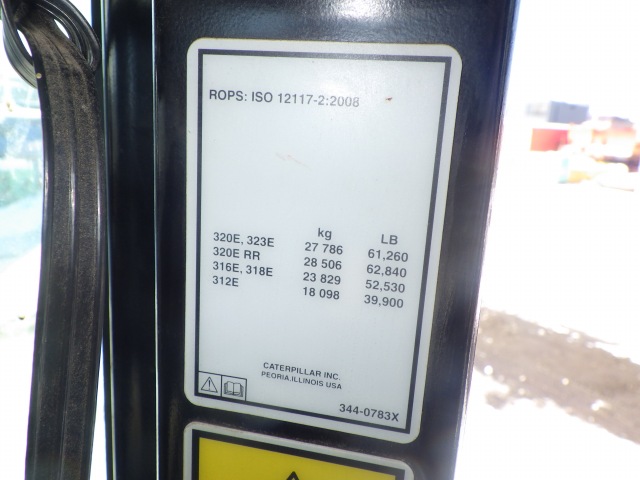 ROPS: ISO 12117-2:2008
kg LB
320E, 323E 27 786 61,260
320E RR 28 506 62,840
316E, 318E 23 829 52,530
312E 18 098 39,900
CATERPILLAR INC.
PEORIA, ILLINOIS USA
344-0783X